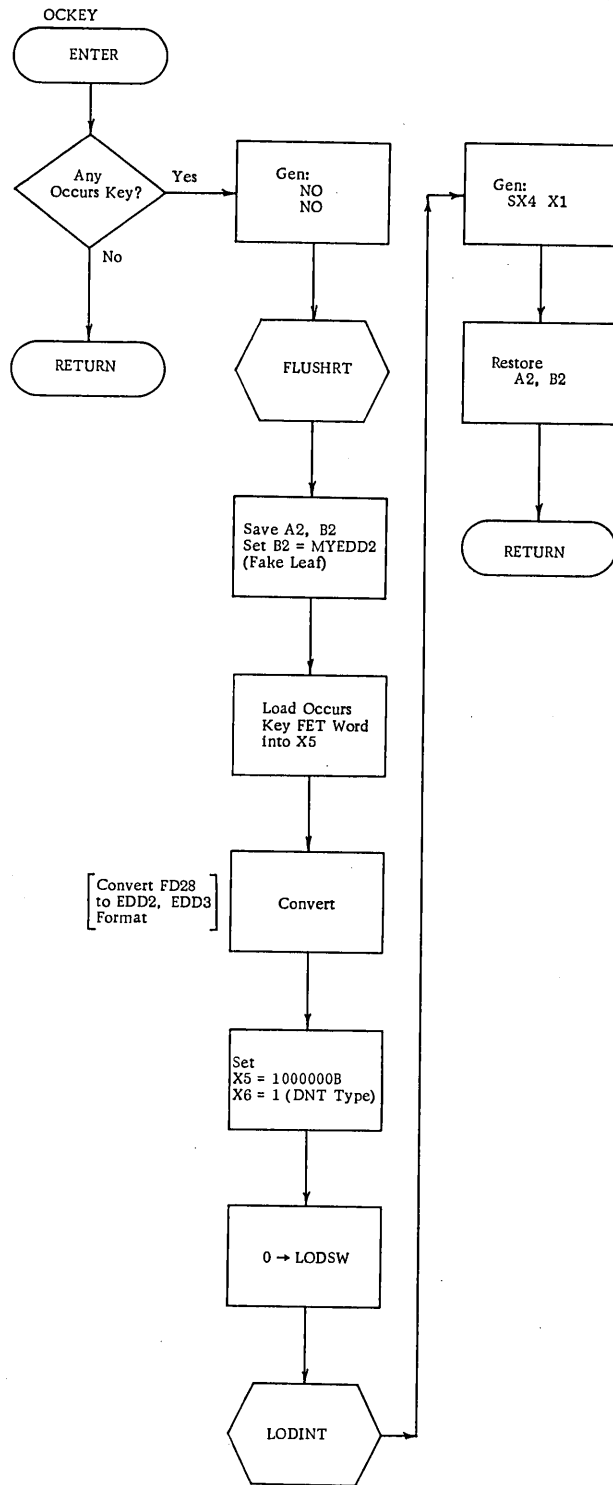 OCKEY
ENTER
Any
Occurs Key?
Yes
No
RETURN
Gen:
NO
NO
FLUSHRT
Save A2, B2
Set B2 = MYEDD2
(Fake Leaf)
Load Occurs
Key FET Word
into X5
Convert FD28
to EDD2, EDD3
Format
Convert
Set
X5 = 1000000B
X6 = 1 (DNT Type)
0 → LODSW
LODINT
Gen:
SX4 X1
Restore
A2, B2
RETURN